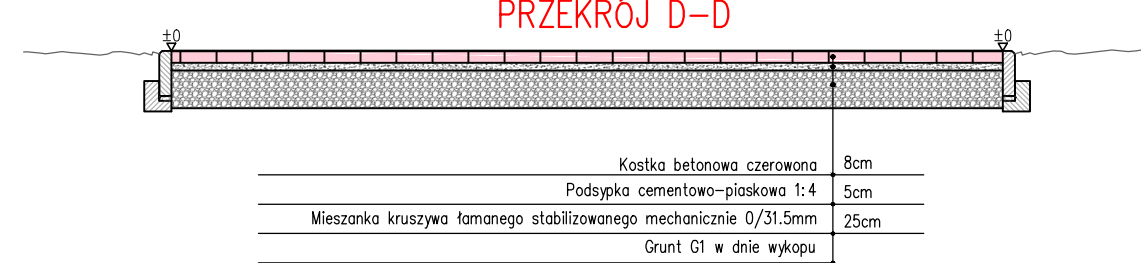 PRZEKRÓJ D-D
±0 ±0
Kostka betonowa czerowona 8cm
Podsypka cementowo-piaskowa 1:4 5cm
Mieszanka kruszywa łamanego stabilizowanego mechanicznie 0/31.5mm 25cm
Grunt G1 w dnie wykopu